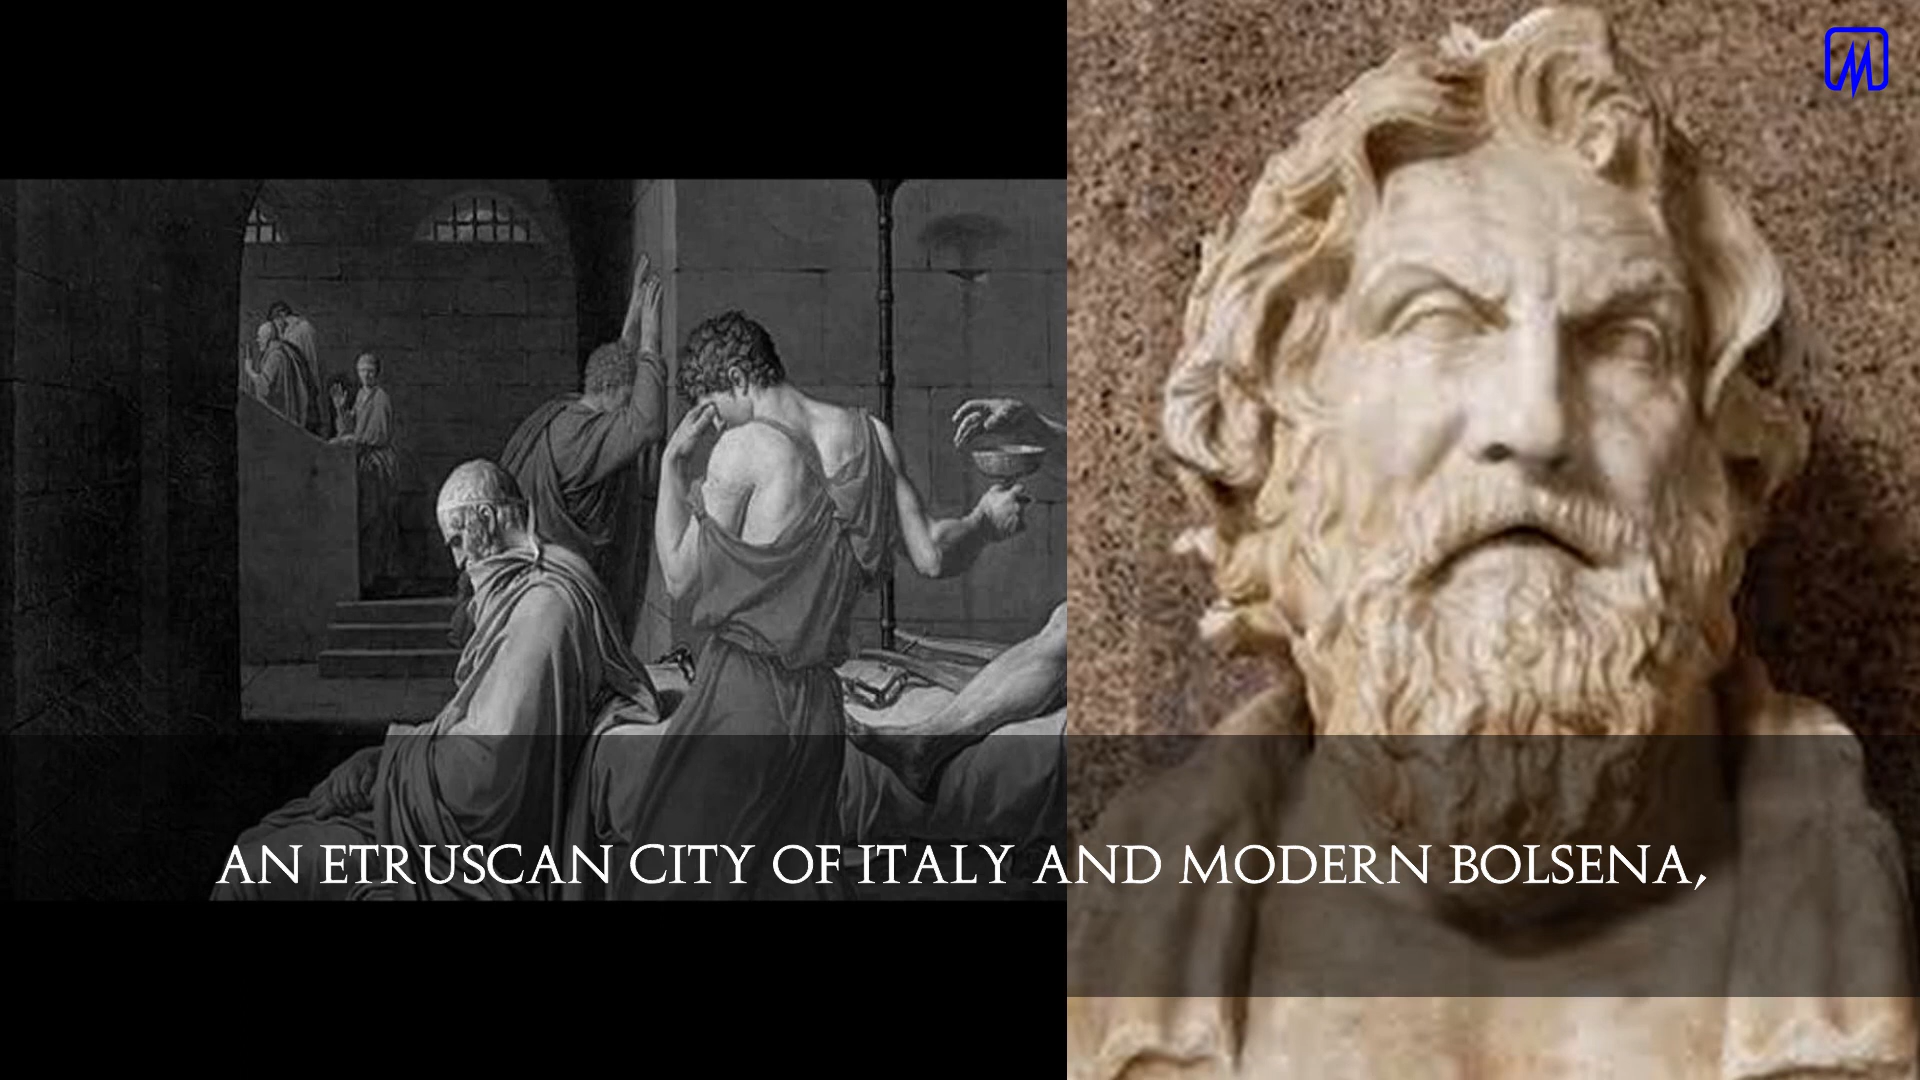 AN ETRUSCAN CITY OF ITALY AND MODERN BOLSENA,